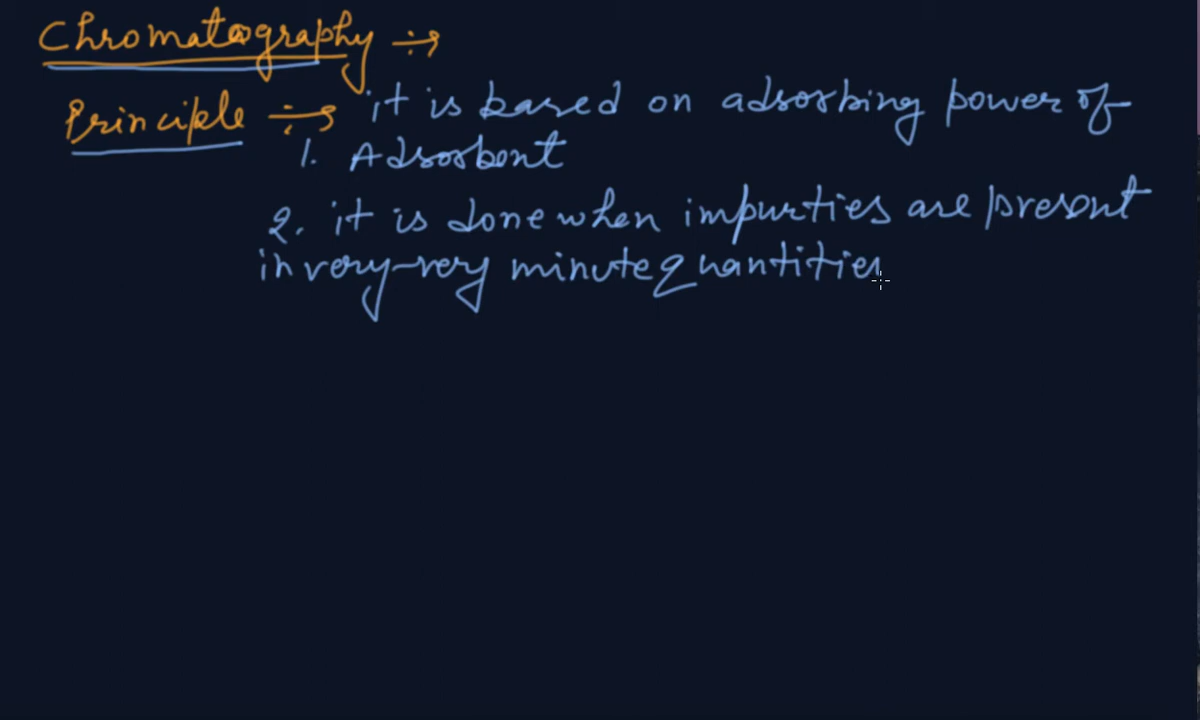 Chromatography ÷→
Principle ÷→ it is based on adsorbing power of
1. Adsorbent
2. it is done when impurties are present
in very-very minute quantities